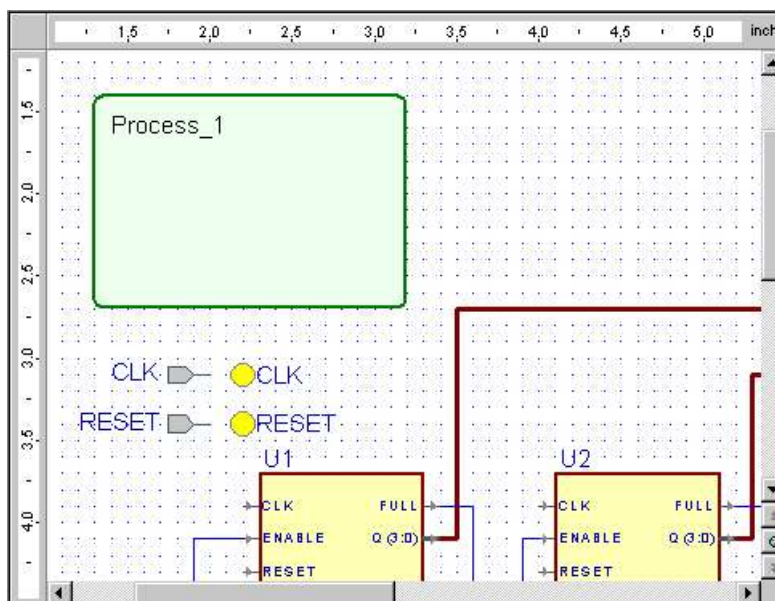 1,5 2,0 2,5 3,0 3,5 4,0 4,5 5,0 inch
1,5
2,0
2,5
3,0
3,5
4,0
Process_1
CLK CLK
RESET RESET
U1 U2
CLK FULL CLK FULL
ENABLE Q (3:0) ENABLE Q (3:0)
RESET RESET